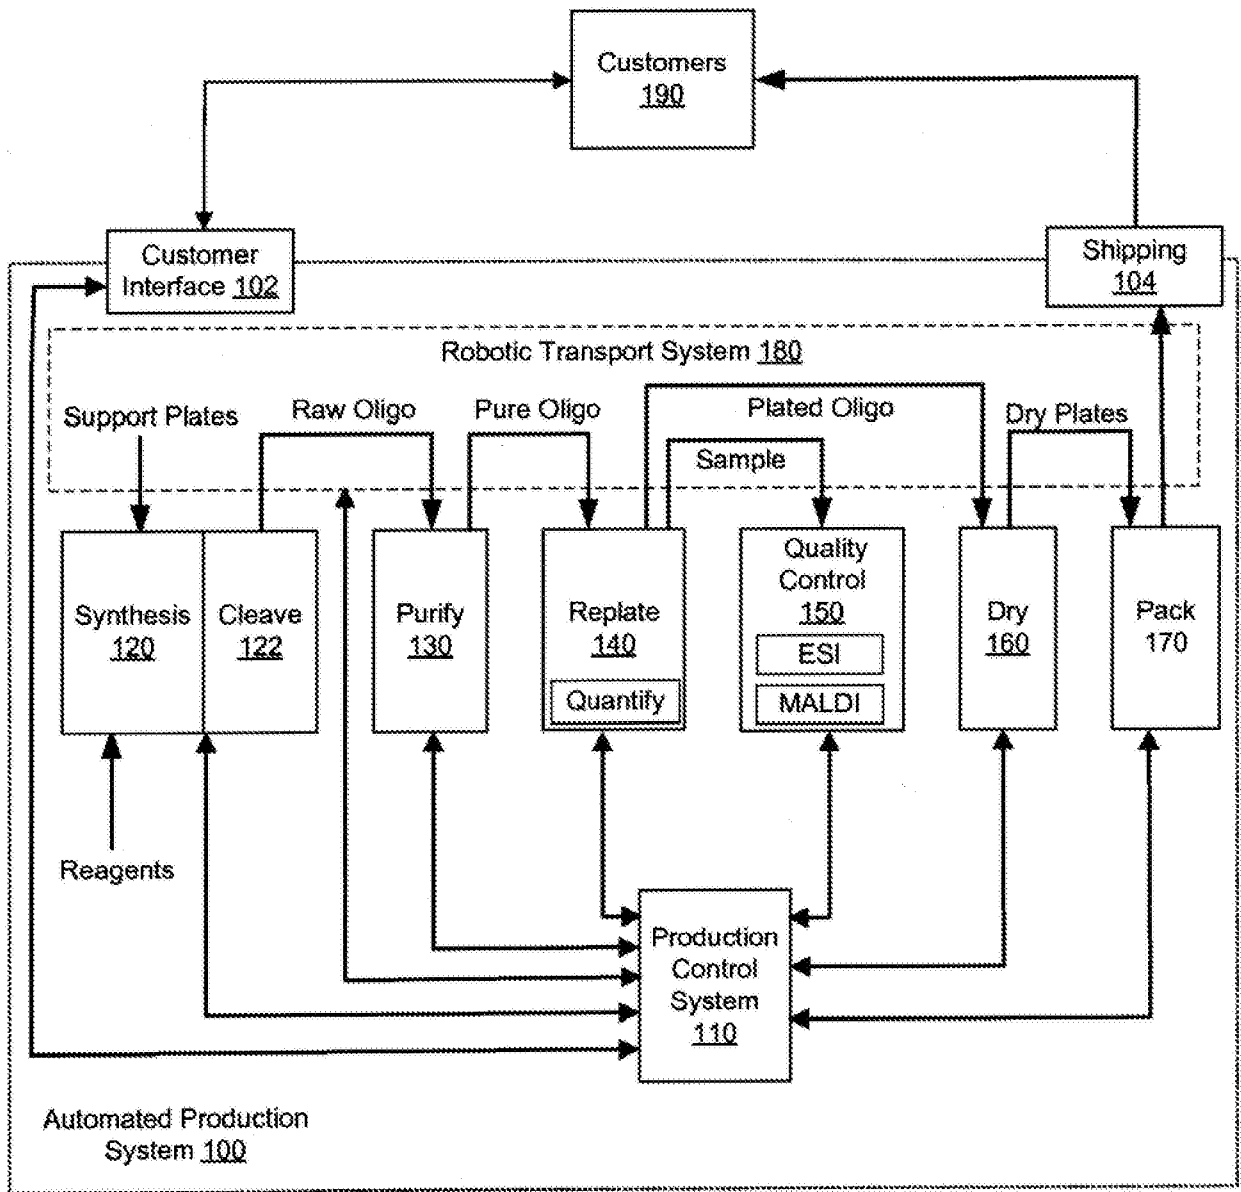 Customers
190
Customer
Interface 102
Shipping
104
Robotic Transport System 180
Support Plates
Raw Oligo
Pure Oligo
Plated Oligo
Sample
Dry Plates
Synthesis
120
Cleave
122
Purify
130
Replate
140
Quantify
Quality
Control
150
ESI
MALDI
Dry
160
Pack
170
Reagents
Production
Control
System
110
Automated Production
System 100